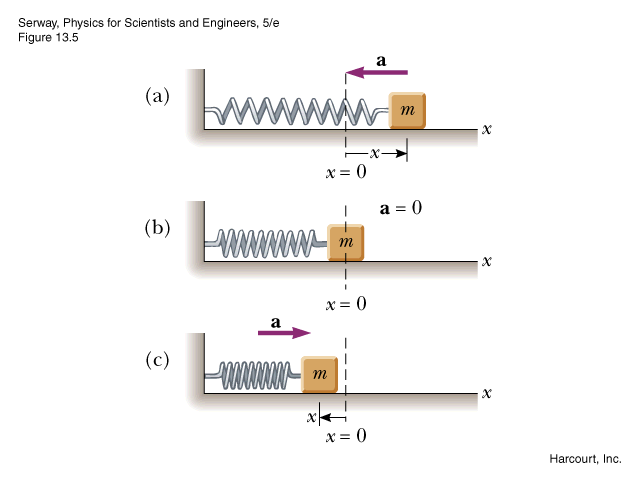 Serway, Physics for Scientists and Engineers, 5/e
Figure 13.5
a
(a)
m
x
x
x = 0
a = 0
(b)
m
x
x = 0
a
(c)
m
x
x
x = 0
Harcourt, Inc.